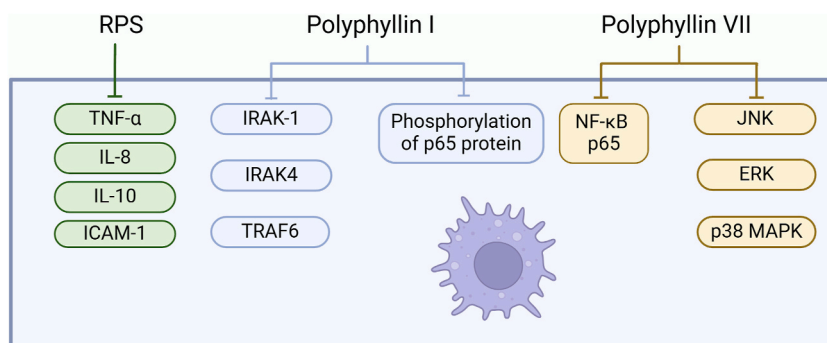 RPS
Polyphyllin I
Polyphyllin VII
TNF-α
IL-8
IL-10
ICAM-1
IRAK-1
IRAK4
TRAF6
Phosphorylation
of p65 protein
NF-κB
p65
JNK
ERK
p38 MAPK